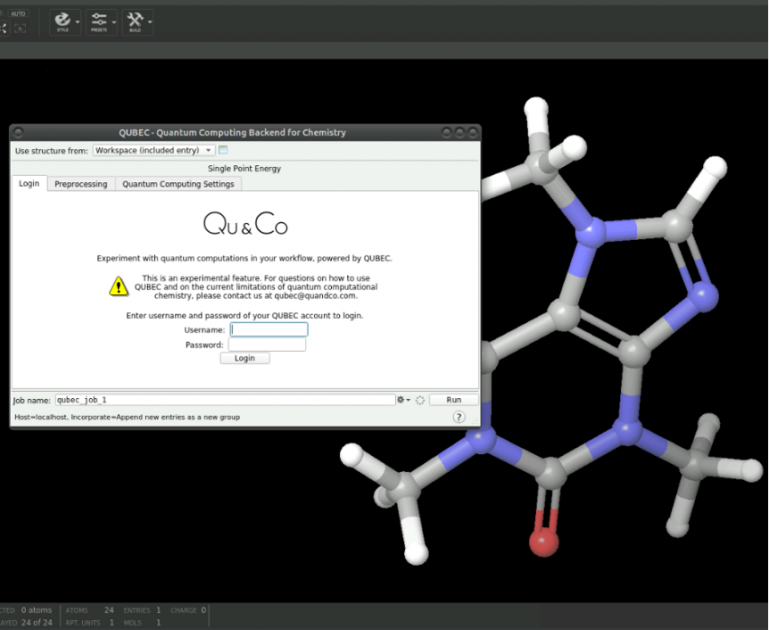 AUTO
STYLE
PRESETS
BUILD
QUBEC - Quantum Computing Backend for Chemistry
Use structure from: Workspace (included entry)
Single Point Energy
Login Preprocessing Quantum Computing Settings
Qu & Co
Experiment with quantum computations in your workflow, powered by QUBEC.
This is an experimental feature. For questions on how to use
QUBEC and on the current limitations of quantum computational
chemistry, please contact us at qubec@quandco.com.
Enter username and password of your QUBEC account to login.
Username:
Password:
Login
Job name: qubec_job_1 Run
Host=localhost, Incorporate=Append new entries as a new group
?
CTED 0 atoms ATOMS 24 ENTRIES 1 CHARGE 0
AYED 24 of 24 RPT. UNITS 1 MOLS 1